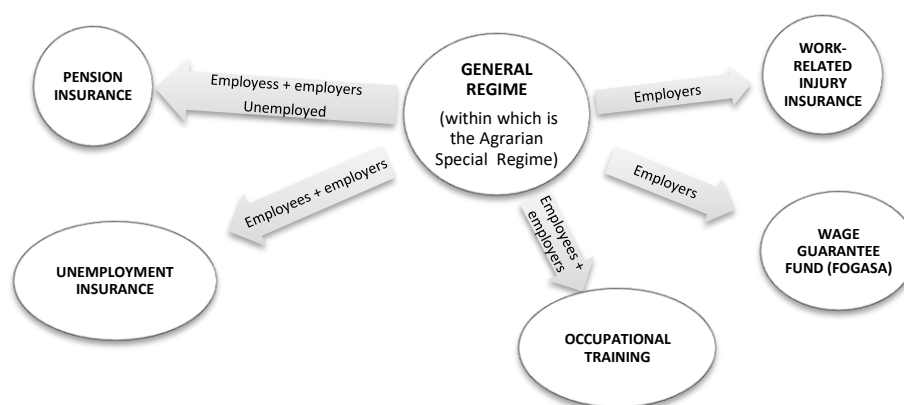 PENSION
INSURANCE
Employess + employers
Unemployed
GENERAL
REGIME
(within which is
the Agrarian
Special Regime)
Employers
WORK-
RELATED
INJURY
INSURANCE
Employees + employers
UNEMPLOYMENT
INSURANCE
Employees +
employers
OCCUPATIONAL
TRAINING
Employers
WAGE
GUARANTEE
FUND (FOGASA)